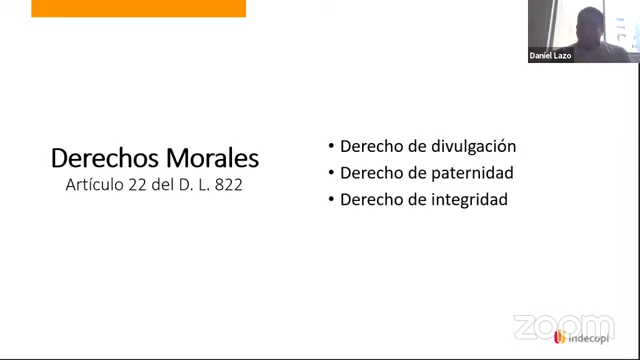 Daniel Lazo
Derechos Morales
Artículo 22 del D. L. 822
• Derecho de divulgación
• Derecho de paternidad
• Derecho de integridad
zoom
indecopi